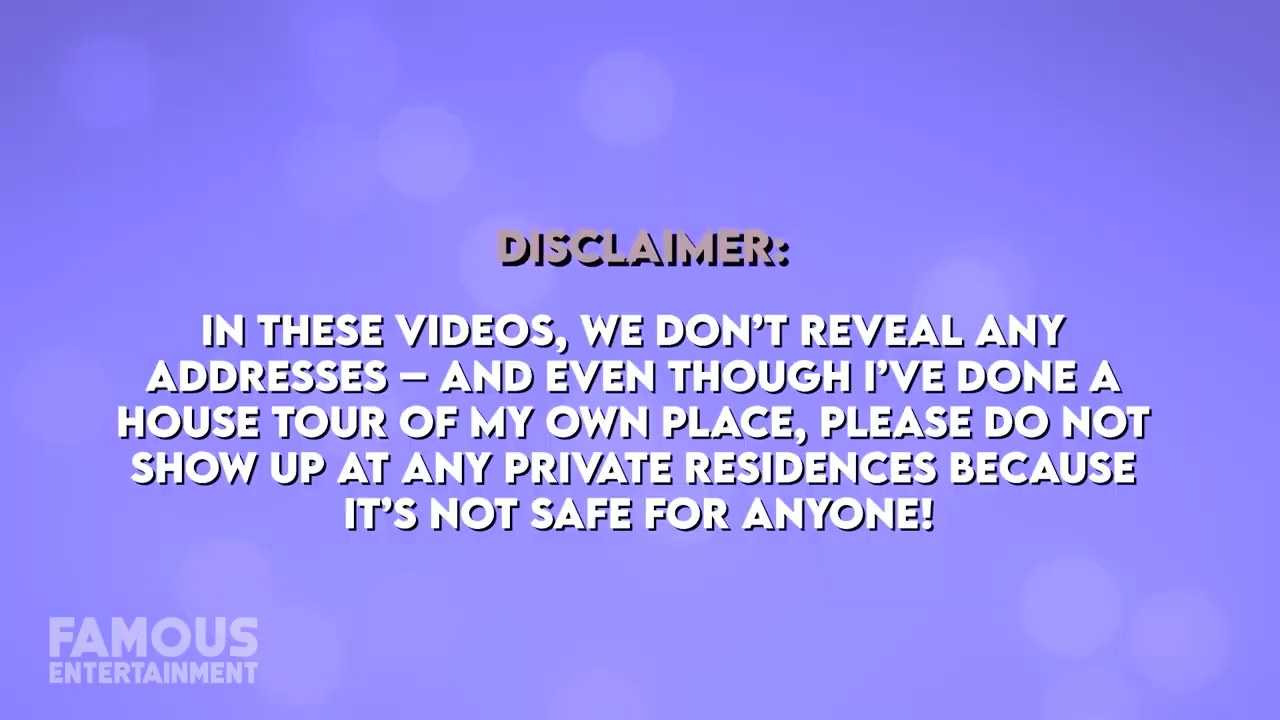 DISCLAIMER:
IN THESE VIDEOS, WE DON'T REVEAL ANY
ADDRESSES – AND EVEN THOUGH I'VE DONE A
HOUSE TOUR OF MY OWN PLACE, PLEASE DO NOT
SHOW UP AT ANY PRIVATE RESIDENCES BECAUSE
IT'S NOT SAFE FOR ANYONE!
FAMOUS
ENTERTAINMENT